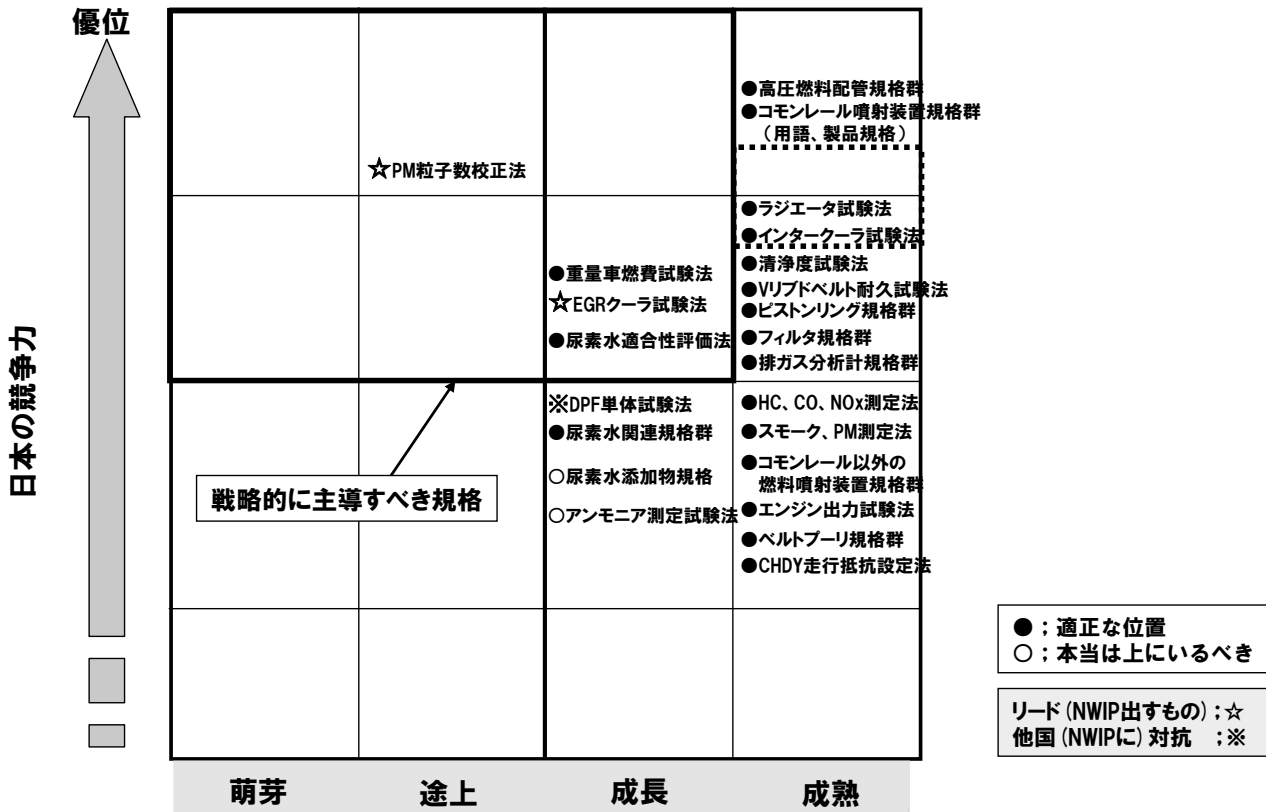 優位
日本の競争力
●高圧燃料配管規格群
●コモンレール噴射装置規格群
（用語、製品規格）
☆PM粒子数校正法
●ラジエータ試験法
●インタークーラ試験法
●重量車燃費試験法
☆EGRクーラ試験法
●尿素水適合性評価法
●清浄度試験法
●Vリブドベルト耐久試験法
●ピストンリング規格群
●フィルタ規格群
●排ガス分析計規格群
※DPF単体試験法
●尿素水関連規格群
○尿素水添加物規格
○アンモニア測定試験法
●HC、CO、NOx測定法
●スモーク、PM測定法
●コモンレール以外の
燃料噴射装置規格群
●エンジン出力試験法
●ベルトプーリ規格群
●CHDY走行抵抗設定法
戦略的に主導すべき規格
●；適正な位置
○；本当は上にいるべき
リード(NWIP出すもの)；☆
他国(NWIPに)対抗　；※
萌芽
途上
成長
成熟